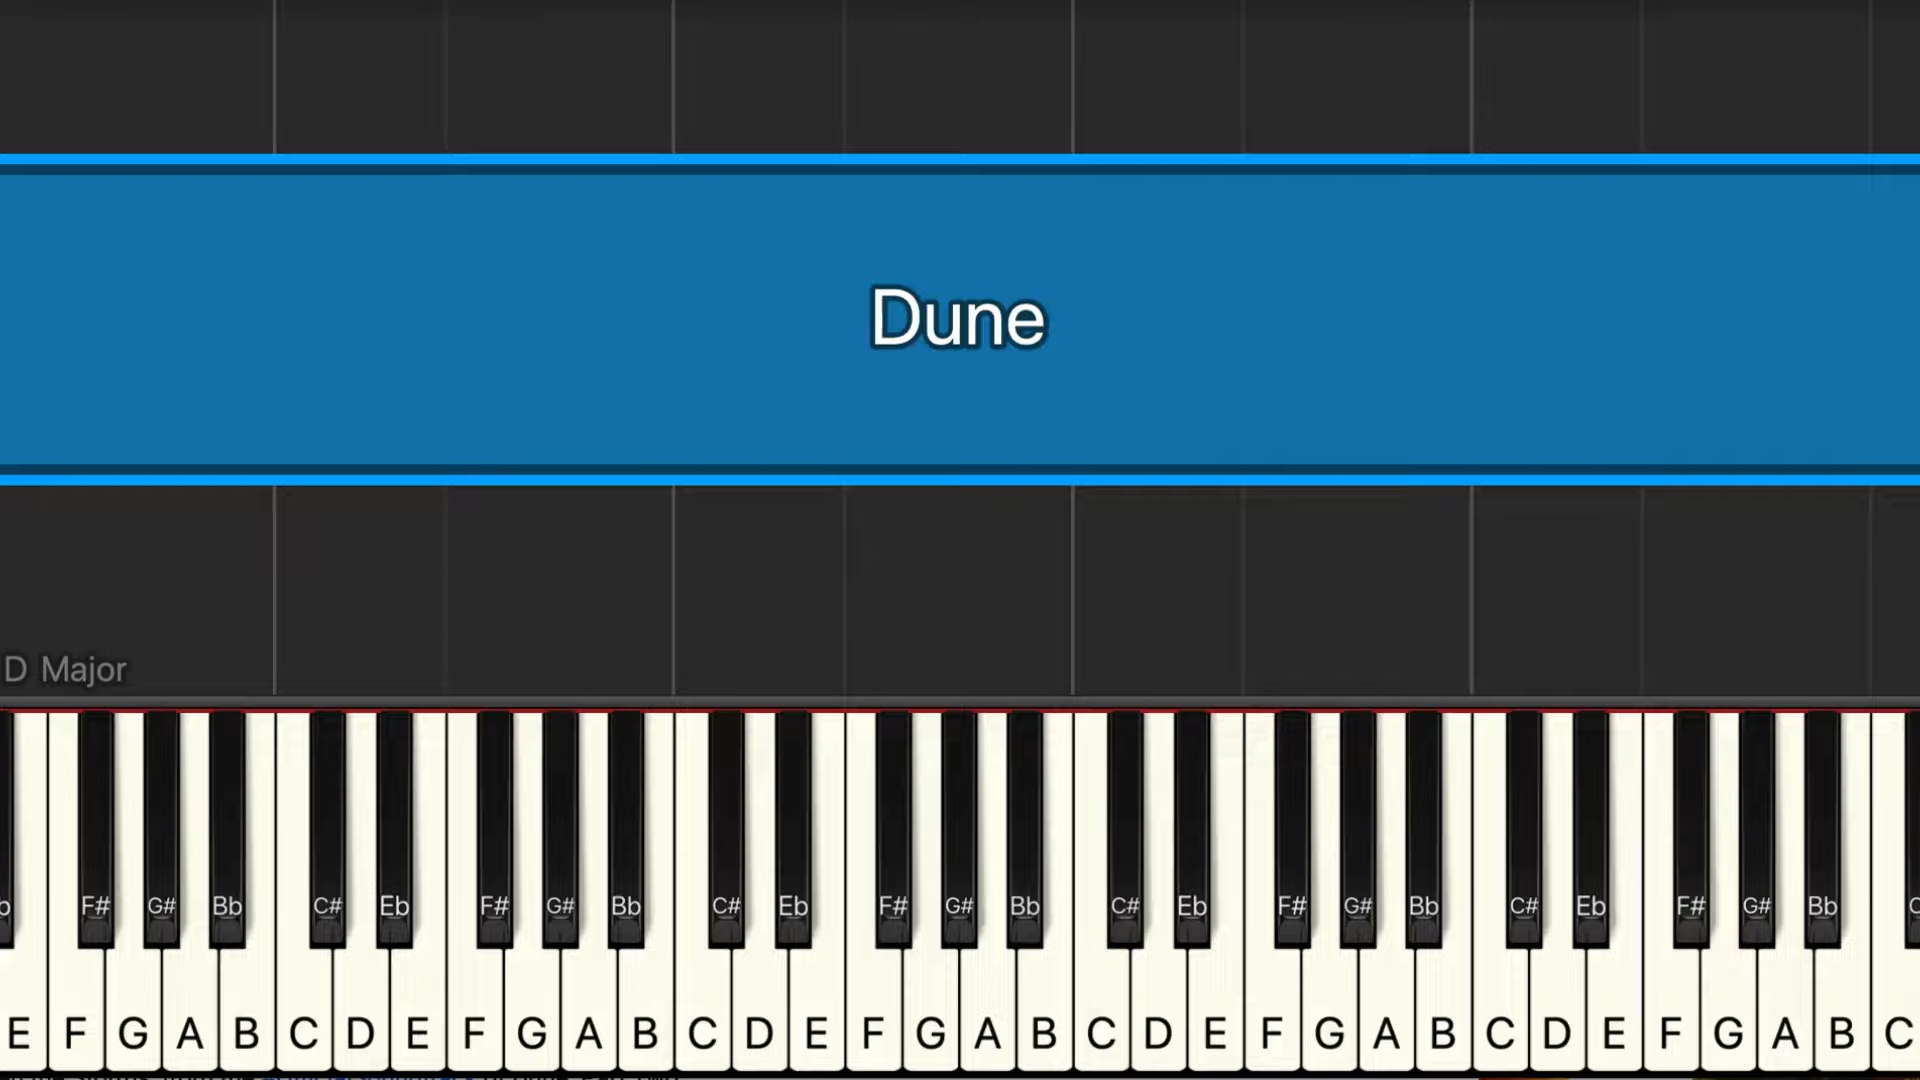 Dune
D Major
F# G# Bb C# Eb F# G# Bb C# Eb F# G# Bb C# Eb F# G# Bb C# Eb F# G# Bb
E F G A B C D E F G A B C D E F G A B C D E F G A B C D E F G A B C